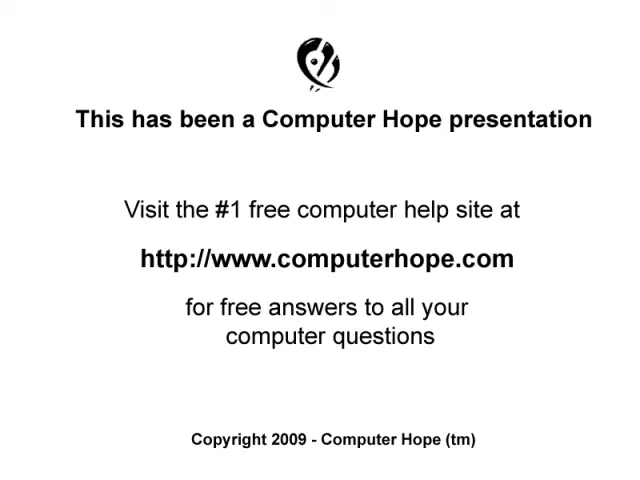 This has been a Computer Hope presentation
Visit the #1 free computer help site at
http://www.computerhope.com
for free answers to all your
computer questions
Copyright 2009 - Computer Hope (tm)